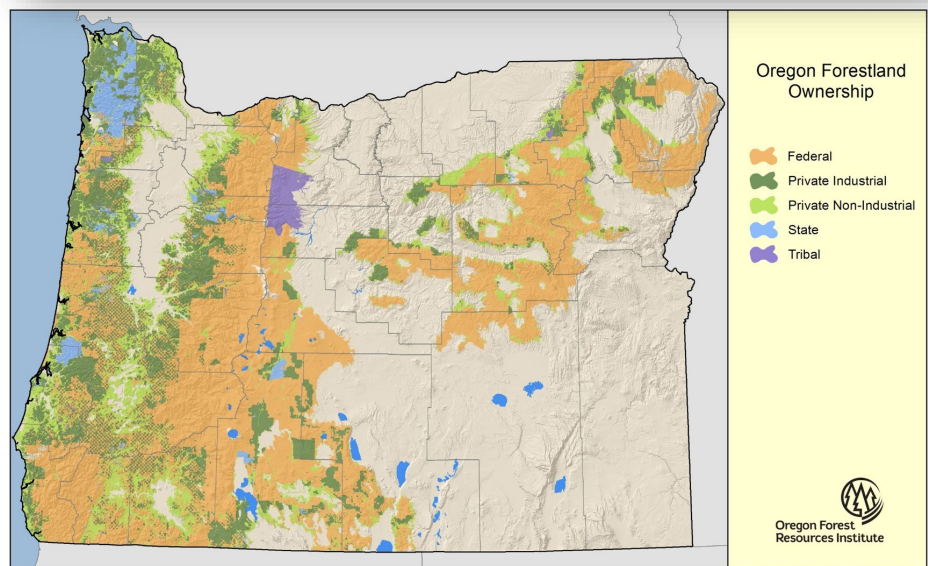 Oregon Forestland
Ownership
Federal
Private Industrial
Private Non-Industrial
State
Tribal
Oregon Forest
Resources Institute